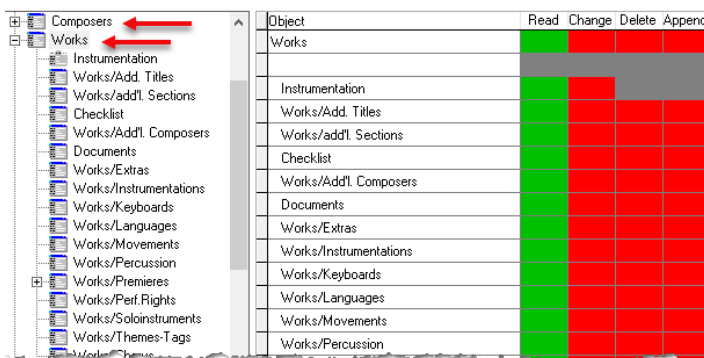 Composers
Works
Instrumentation
Works/Add. Titles
Works/add'l. Sections
Checklist
Works/Add'l. Composers
Documents
Works/Extras
Works/Instrumentations
Works/Keyboards
Works/Languages
Works/Movements
Works/Percussion
Works/Premieres
Works/Perf.Rights
Works/Soloinstruments
Works/Themes-Tags
Object Read Change Delete Appenc
Works
Instrumentation
Works/Add. Titles
Works/add'l. Sections
Checklist
Works/Add'l. Composers
Documents
Works/Extras
Works/Instrumentations
Works/Keyboards
Works/Languages
Works/Movements
Works/Percussion